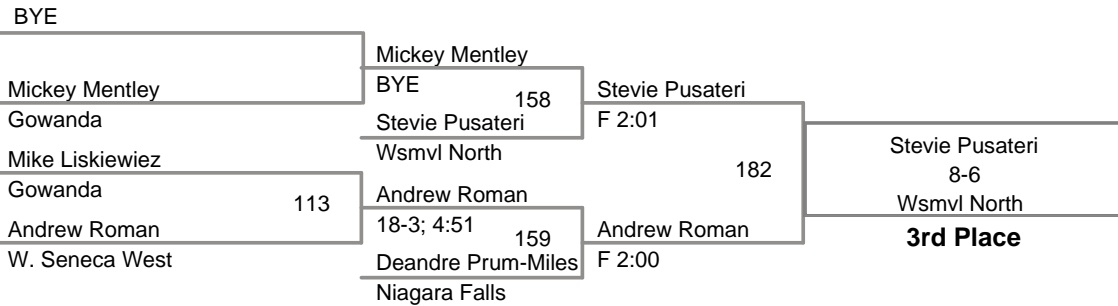 BYE
Mickey Mentley
Gowanda
Mike Liskiewiez
Gowanda
113
Andrew Roman
W. Seneca West
Mickey Mentley
BYE
158
Stevie Pusateri
Wsmvl North
Andrew Roman
18-3; 4:51
159
Deandre Prum-Miles
Niagara Falls
Stevie Pusateri
F 2:01
182
Andrew Roman
F 2:00
Stevie Pusateri
8-6
Wsmvl North
3rd Place